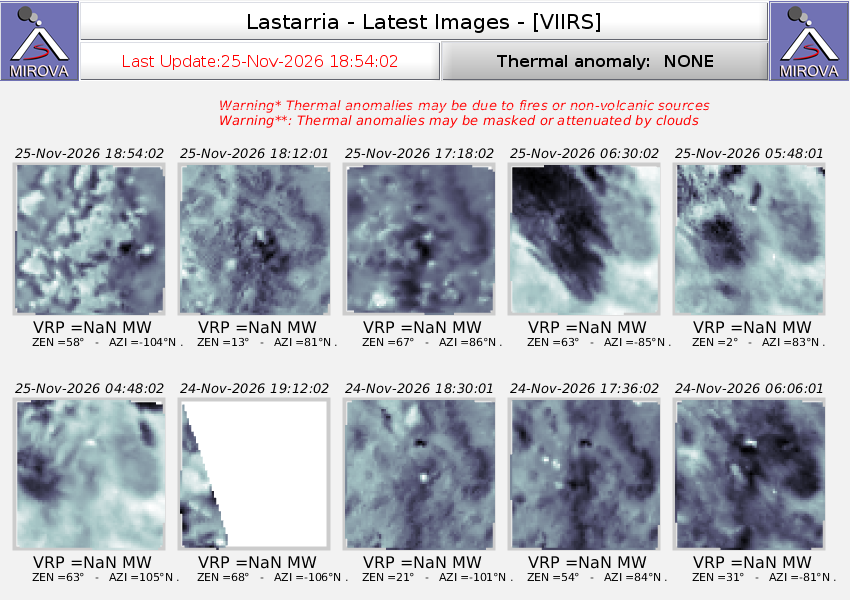 Lastarria - Latest Images - [VIIRS]
MIROVA
Last Update:25-Nov-2026 18:54:02
Thermal anomaly: NONE
MIROVA
Warning* Thermal anomalies may be due to fires or non-volcanic sources
Warning**: Thermal anomalies may be masked or attenuated by clouds
25-Nov-2026 18:54:02
25-Nov-2026 18:12:01
25-Nov-2026 17:18:02
25-Nov-2026 06:30:02
25-Nov-2026 05:48:01
VRP =NaN MW
VRP =NaN MW
VRP =NaN MW
VRP =NaN MW
VRP =NaN MW
ZEN =58° - AZI =-104°N .
ZEN =13° - AZI =81°N .
ZEN =67° - AZI =86°N .
ZEN =63° - AZI =-85°N .
ZEN =2° - AZI =83°N .
25-Nov-2026 04:48:02
24-Nov-2026 19:12:02
24-Nov-2026 18:30:01
24-Nov-2026 17:36:02
24-Nov-2026 06:06:01
VRP =NaN MW
VRP =NaN MW
VRP =NaN MW
VRP =NaN MW
VRP =NaN MW
ZEN =63° - AZI =105°N .
ZEN =68° - AZI =-106°N .
ZEN =21° - AZI =-101°N .
ZEN =54° - AZI =84°N .
ZEN =31° - AZI =-81°N .